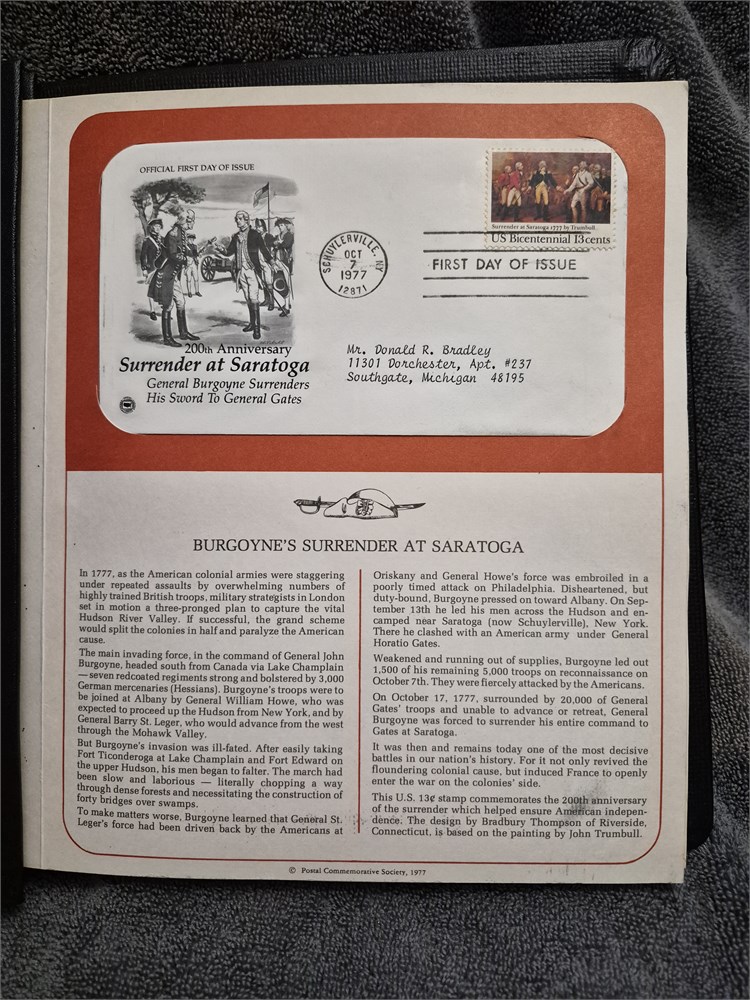 OFFICIAL FIRST DAY OF ISSUE
SCHUYLERVILLE, NY
OCT
7
1977
12871
Surrender at Saratoga 1777 by Trumbull
US Bicentennial 13cents
FIRST DAY OF ISSUE
200th Anniversary
Surrender at Saratoga
General Burgoyne Surrenders
His Sword To General Gates
Mr. Donald R. Bradley
11301 Dorchester, Apt. #237
Southgate, Michigan 48195
BURGOYNE'S SURRENDER AT SARATOGA
In 1777, as the American colonial armies were staggering
under repeated assaults by overwhelming numbers of
highly trained British troops, military strategists in London
set in motion a three-pronged plan to capture the vital
Hudson River Valley. If successful, the grand scheme
would split the colonies in half and paralyze the American
cause.
The main invading force, in the command of General John
Burgoyne, headed south from Canada via Lake Champlain
—seven redcoated regiments strong and bolstered by 3,000
German mercenaries (Hessians). Burgoyne's troops were to
be joined at Albany by General William Howe, who was
expected to proceed up the Hudson from New York, and by
General Barry St. Leger, who would advance from the west
through the Mohawk Valley.
But Burgoyne's invasion was ill-fated. After easily taking
Fort Ticonderoga at Lake Champlain and Fort Edward on
the upper Hudson, his men began to falter. The march had
been slow and laborious — literally chopping a way
through dense forests and necessitating the construction of
forty bridges over swamps.
To make matters worse, Burgoyne learned that General St.
Leger's force had been driven back by the Americans at
Oriskany and General Howe's force was embroiled in a
poorly timed attack on Philadelphia. Disheartened, but
duty-bound, Burgoyne pressed on toward Albany. On Sep-
tember 13th he led his men across the Hudson and en-
camped near Saratoga (now Schuylerville), New York.
There he clashed with an American army under General
Horatio Gates.
Weakened and running out of supplies, Burgoyne led out
1,500 of his remaining 5,000 troops on reconnaissance on
October 7th. They were fiercely attacked by the Americans.
On October 17, 1777, surrounded by 20,000 of General
Gates' troops and unable to advance or retreat, General
Burgoyne was forced to surrender his entire command to
Gates at Saratoga.
It was then and remains today one of the most decisive
battles in our nation's history. For it not only revived the
floundering colonial cause, but induced France to openly
enter the war on the colonies' side.
This U.S. 13¢ stamp commemorates the 200th anniversary
of the surrender which helped ensure American indepen-
dence. The design by Bradbury Thompson of Riverside,
Connecticut, is based on the painting by John Trumbull.
© Postal Commemorative Society, 1977